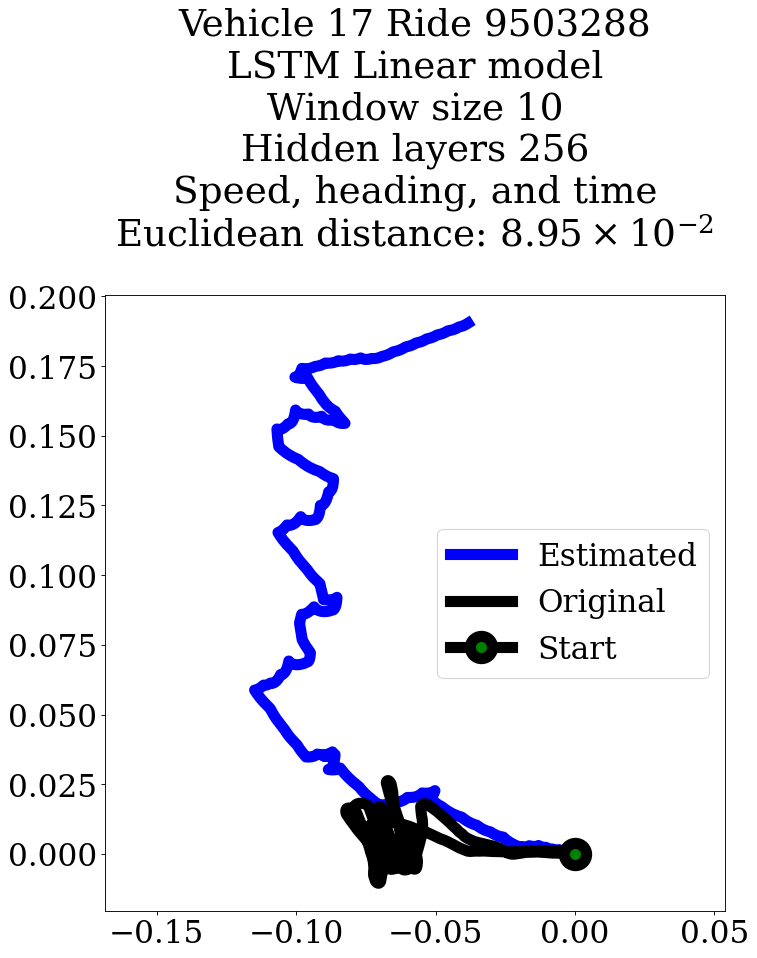 Vehicle 17 Ride 9503288
LSTM Linear model
Window size 10
Hidden layers 256
Speed, heading, and time
Euclidean distance: 8.95 × 10⁻²
0.200
0.175
0.150
0.125
0.100
0.075
0.050
0.025
0.000
Estimated
Original
Start
−0.15 −0.10 −0.05 0.00 0.05